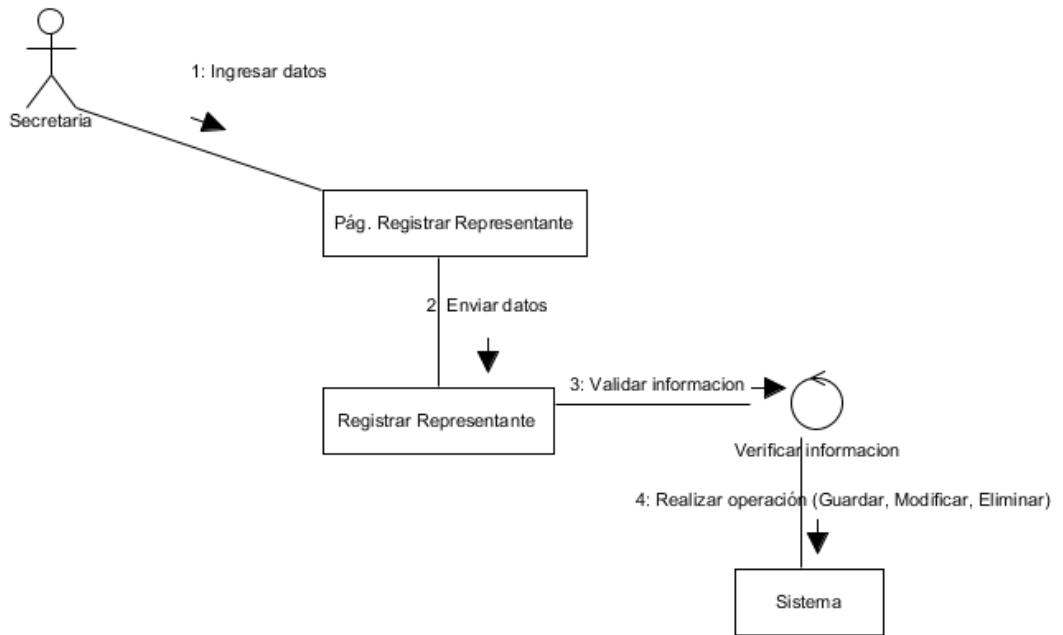 1: Ingresar datos
Secretaria
Pág. Registrar Representante
2: Enviar datos
3: Validar informacion
Registrar Representante
Verificar informacion
4: Realizar operación (Guardar, Modificar, Eliminar)
Sistema